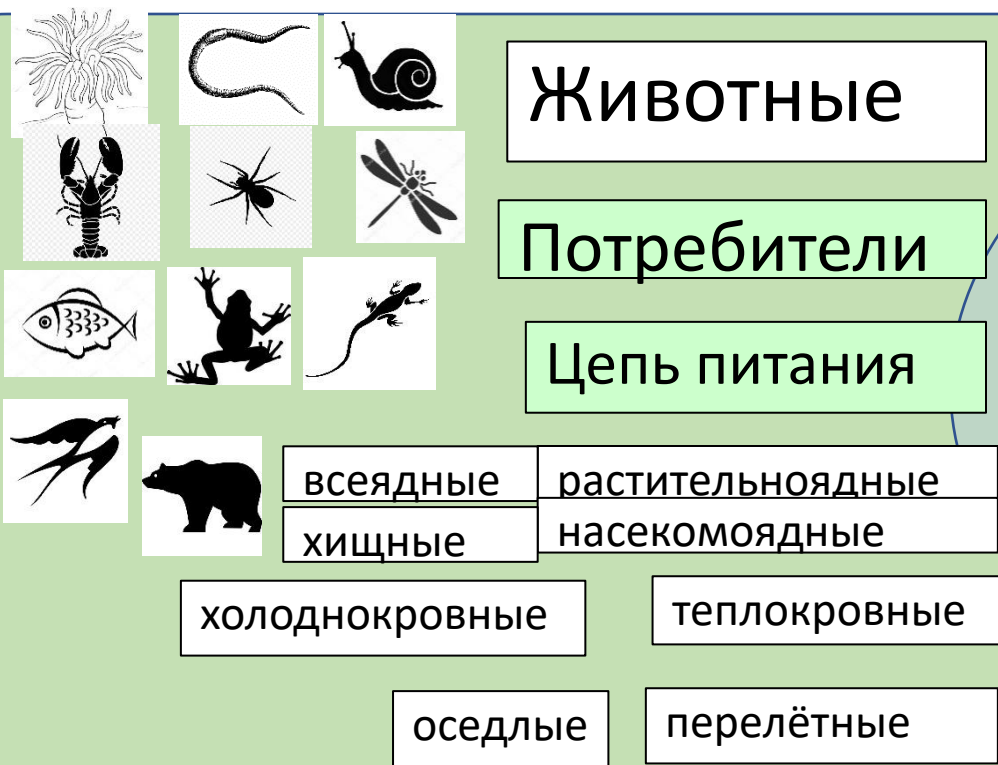 Животные
Потребители
Цепь питания
всеядные
растительноядные
хищные
насекомоядные
холоднокровные
теплокровные
оседлые
перелётные